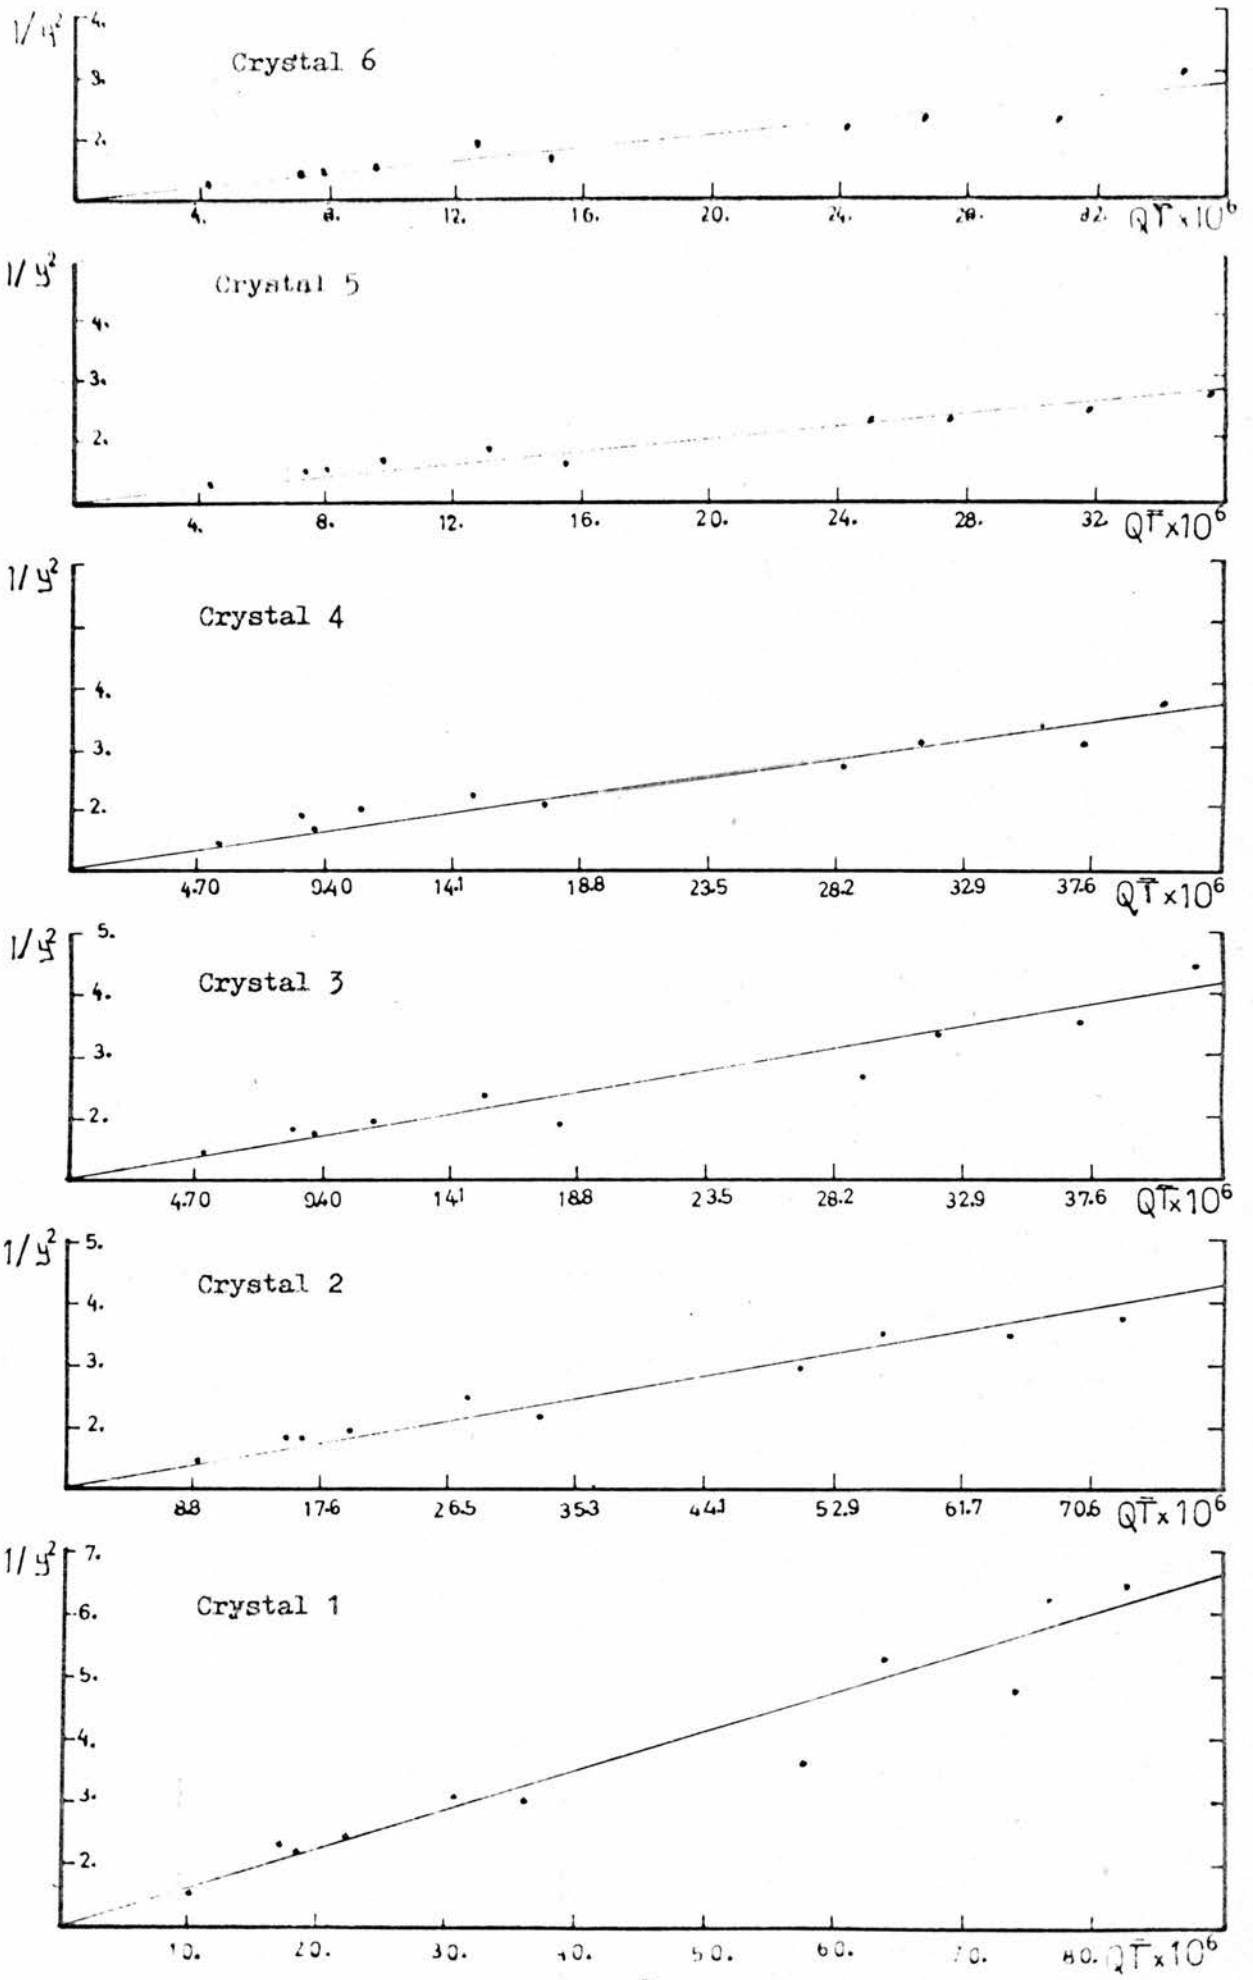 1/y²
4.
3.
2.
Crystal 6
4. 8. 12. 16. 20. 24. 28. 32. QT̄×10⁶
1/y²
Crystal 5
4.
3.
2.
4. 8. 12. 16. 20. 24. 28. 32. QT̄×10⁶
1/y²
Crystal 4
4.
3.
2.
4.70 9.40 14.1 18.8 23.5 28.2 32.9 37.6 QT̄×10⁶
1/y²
5.
Crystal 3
4.
3.
2.
4.70 9.40 14.1 18.8 23.5 28.2 32.9 37.6 QT̄×10⁶
1/y²
5.
Crystal 2
4.
3.
2.
8.8 17.6 26.5 35.3 44.1 52.9 61.7 70.6 QT̄×10⁶
1/y²
7.
Crystal 1
6.
5.
4.
3.
2.
10. 20. 30. 40. 50. 60. 70. 80. QT̄×10⁶